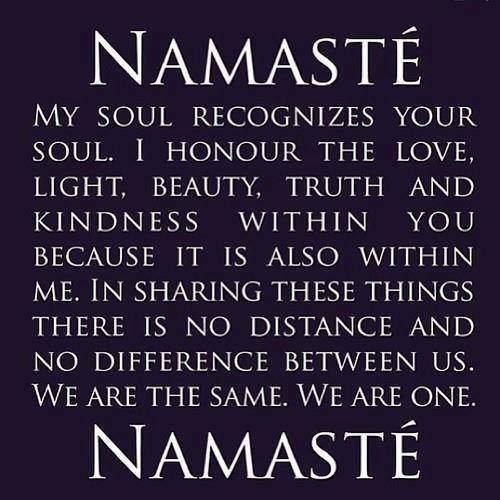 NAMASTÉ
MY SOUL RECOGNIZES YOUR
SOUL. I HONOUR THE LOVE,
LIGHT, BEAUTY, TRUTH AND
KINDNESS WITHIN YOU
BECAUSE IT IS ALSO WITHIN
ME. IN SHARING THESE THINGS
THERE IS NO DISTANCE AND
NO DIFFERENCE BETWEEN US.
WE ARE THE SAME. WE ARE ONE.
NAMASTÉ